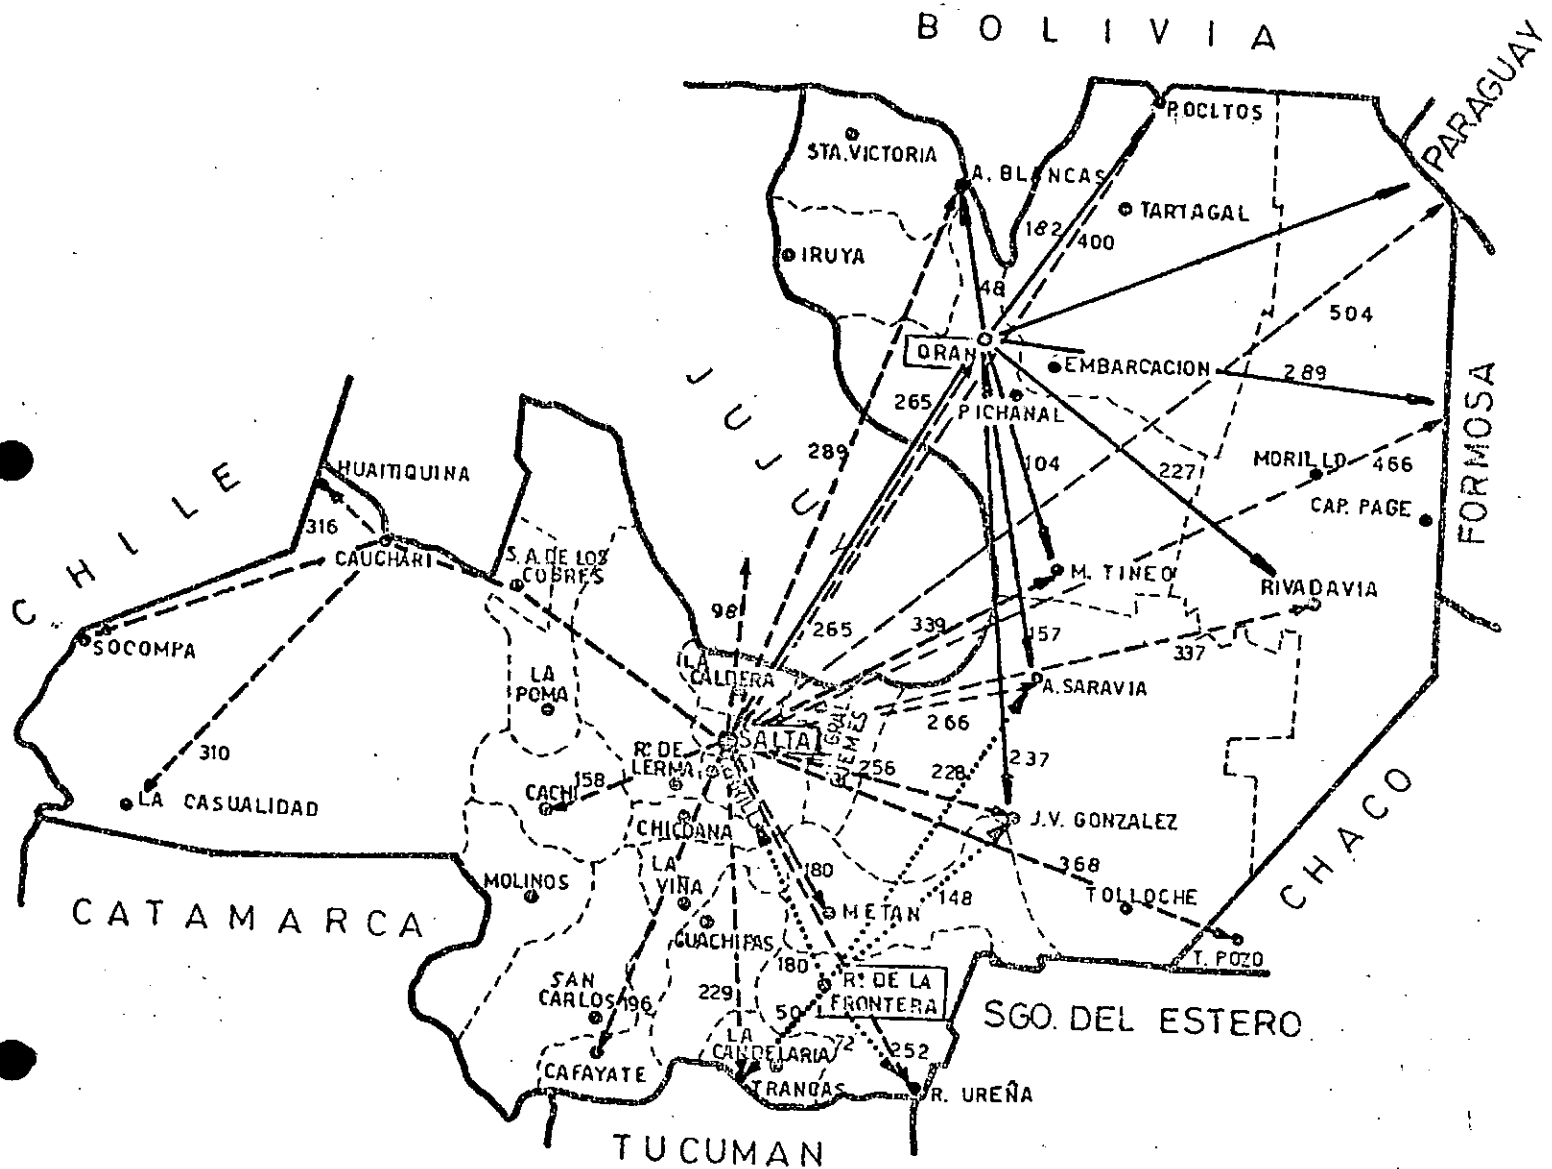 BOLIVIA
PARAGUAY
P.OCITOS
STA. VICTORIA
A. BLANCAS
TARTAGAL
182
400
IRUYA
48
504
ORAN
EMBARCACION
289
265
PICHANAL
FORMOSA
JUJUY
289
104
227
MORILLO
466
HUAITIQUINA
CAP. PAGE
CHILE
316
CAUCHARI
S.A. DE LOS
COBRES
M. TINEO
RIVADAVIA
98
265
339
157
337
SOCOMPA
LA
CALDERA
LA
POMA
A. SARAVIA
266
SALTA
GRAL
GUEMES
310
Rº DE
LERMA
256
228
237
158
CACHI
LA CASUALIDAD
CHICOANA
J.V. GONZALEZ
CHACO
368
MOLINOS
LA
VIÑA
180
148
TOLLOCHE
METAN
CATAMARCA
GUACHIPAS
180
T. POZO
SAN
CARLOS
196
229
Rº DE LA
FRONTERA
50
SGO. DEL ESTERO
LA
CANDELARIA
72
252
CAFAYATE
TRANCAS
R. UREÑA
TUCUMAN